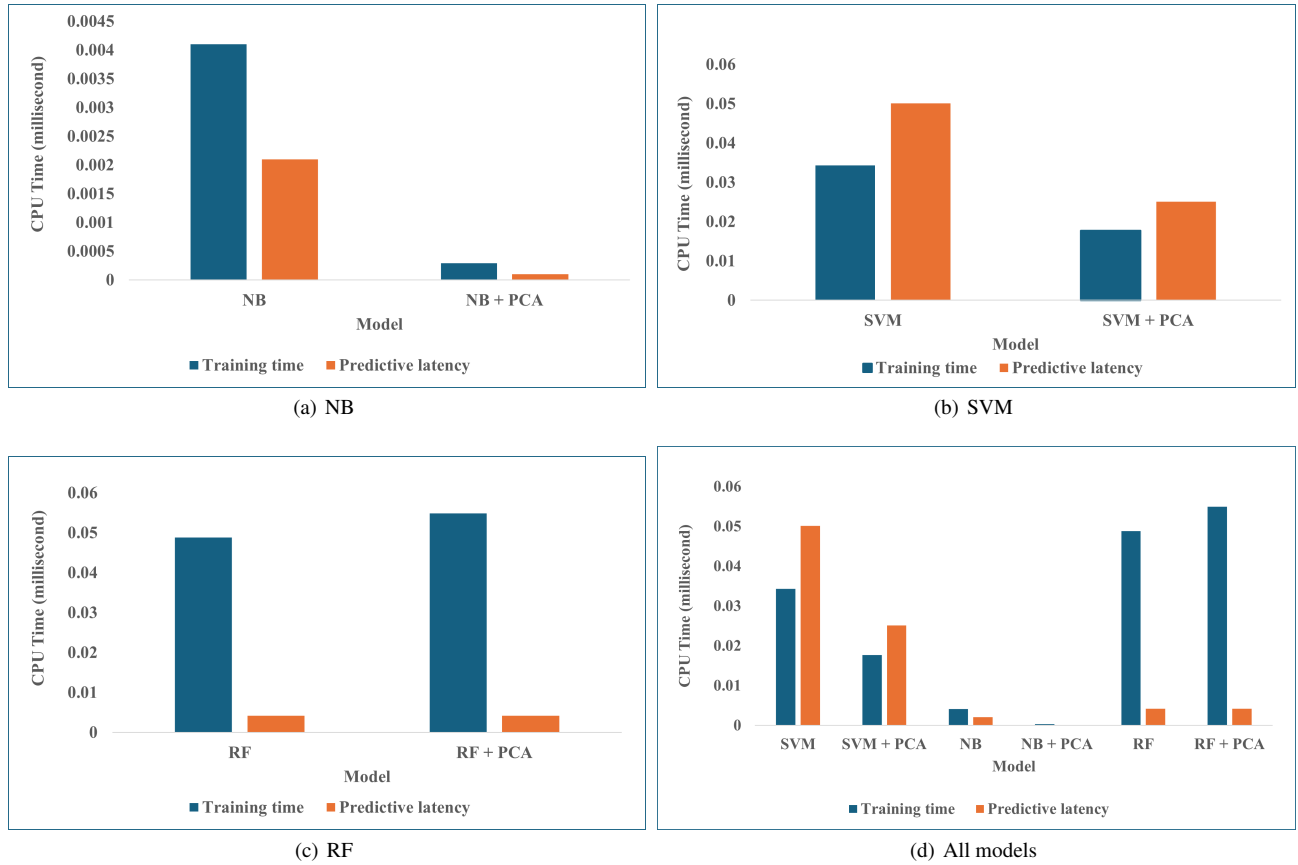 0.0045
0.004
0.0035
0.003
0.0025
0.002
0.0015
0.001
0.0005
0
CPU Time (millisecond)
NB
NB + PCA
Model
Training time
Predictive latency
(a) NB
0.06
0.05
0.04
0.03
0.02
0.01
0
CPU Time (millisecond)
SVM
SVM + PCA
Model
Training time
Predictive latency
(b) SVM
0.06
0.05
0.04
0.03
0.02
0.01
0
CPU Time (millisecond)
RF
RF + PCA
Model
Training time
Predictive latency
(c) RF
0.06
0.05
0.04
0.03
0.02
0.01
0
CPU Time (millisecond)
SVM
SVM + PCA
NB
NB + PCA
RF
RF + PCA
Model
Training time
Predictive latency
(d) All models